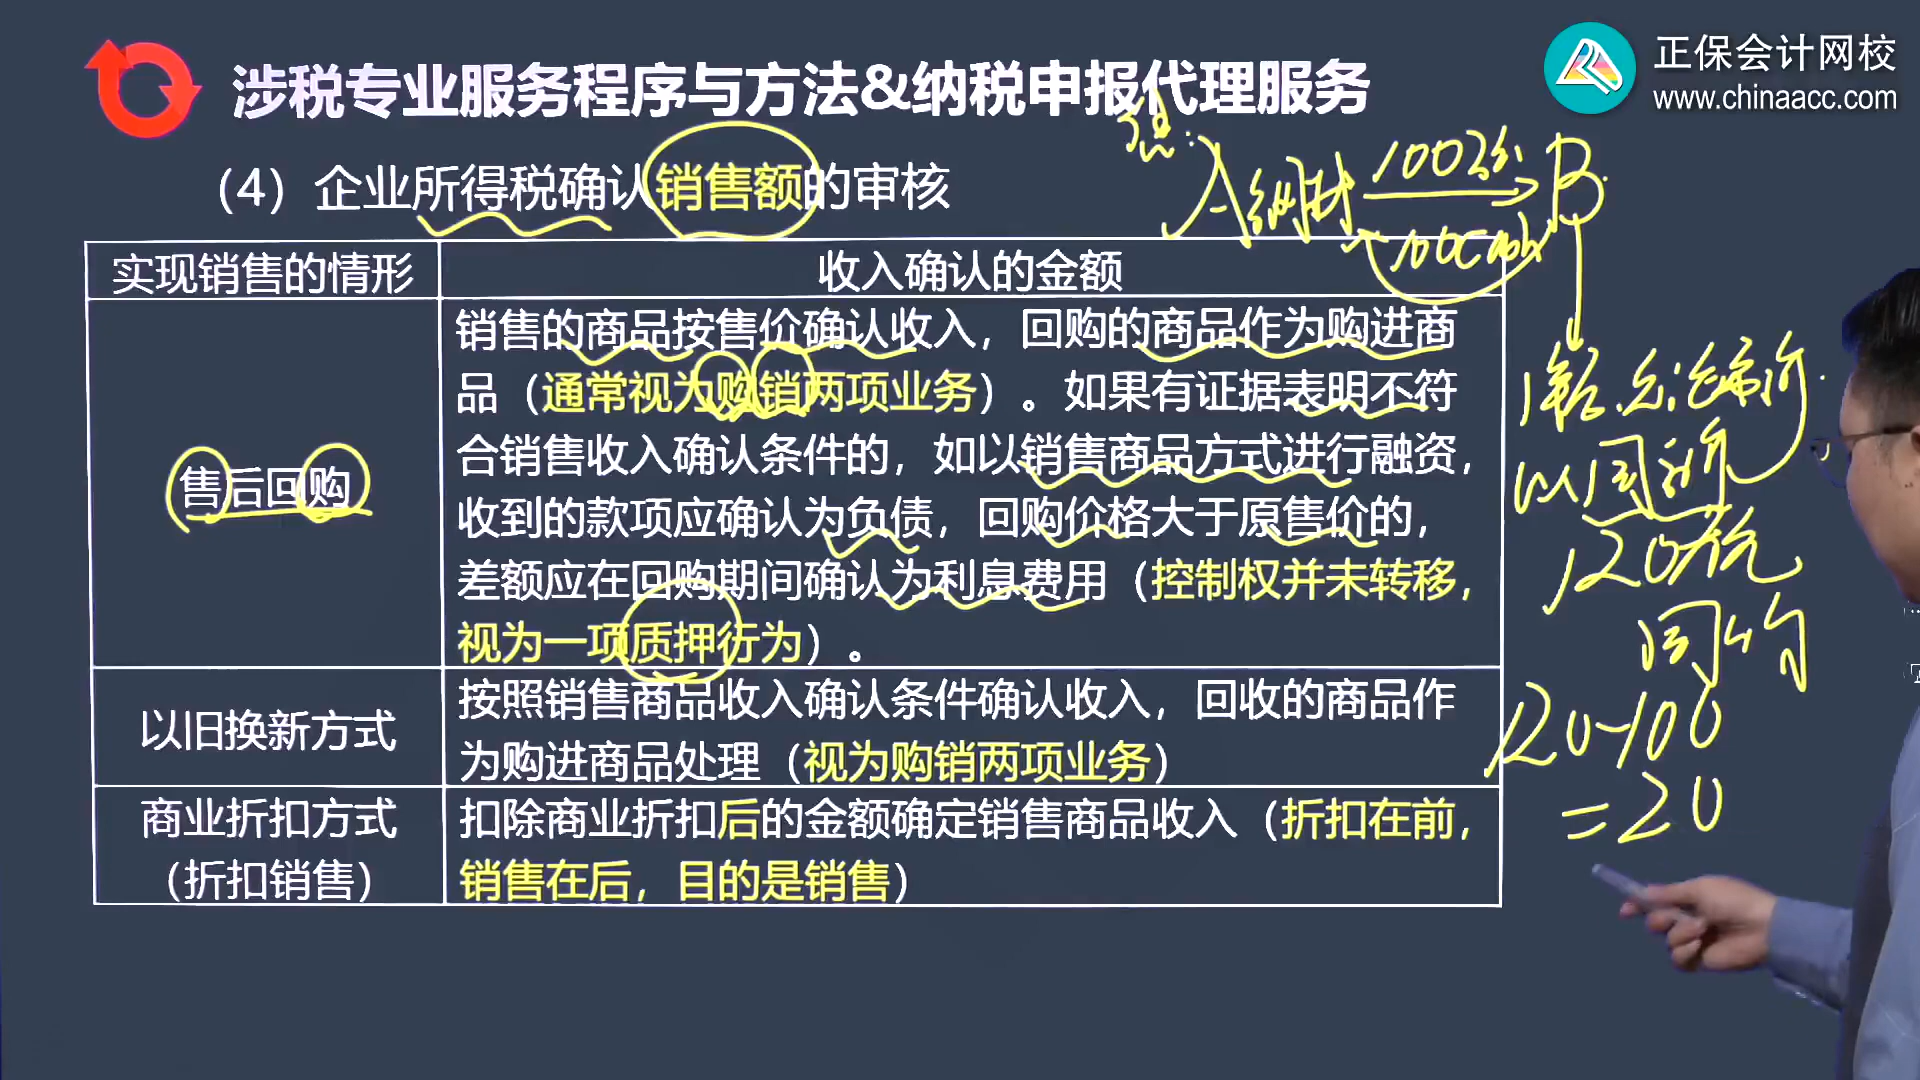 涉税专业服务程序与方法&纳税申报代理服务
正保会计网校
www.chinaacc.com
（4）企业所得税确认销售额的审核
A 钢材 100万 B
实现销售的情形
收入确认的金额
售后回购
销售的商品按售价确认收入，回购的商品作为购进商
品（通常视为购销两项业务）。如果有证据表明不符
合销售收入确认条件的，如以销售商品方式进行融资，
收到的款项应确认为负债，回购价格大于原售价的，
差额应在回购期间确认为利息费用（控制权并未转移，
视为一项质押行为）。
以旧换新方式
按照销售商品收入确认条件确认收入，回收的商品作
为购进商品处理（视为购销两项业务）
商业折扣方式
（折扣销售）
扣除商业折扣后的金额确定销售商品收入（折扣在前，
销售在后，目的是销售）
120万元
回购
120-100
=20